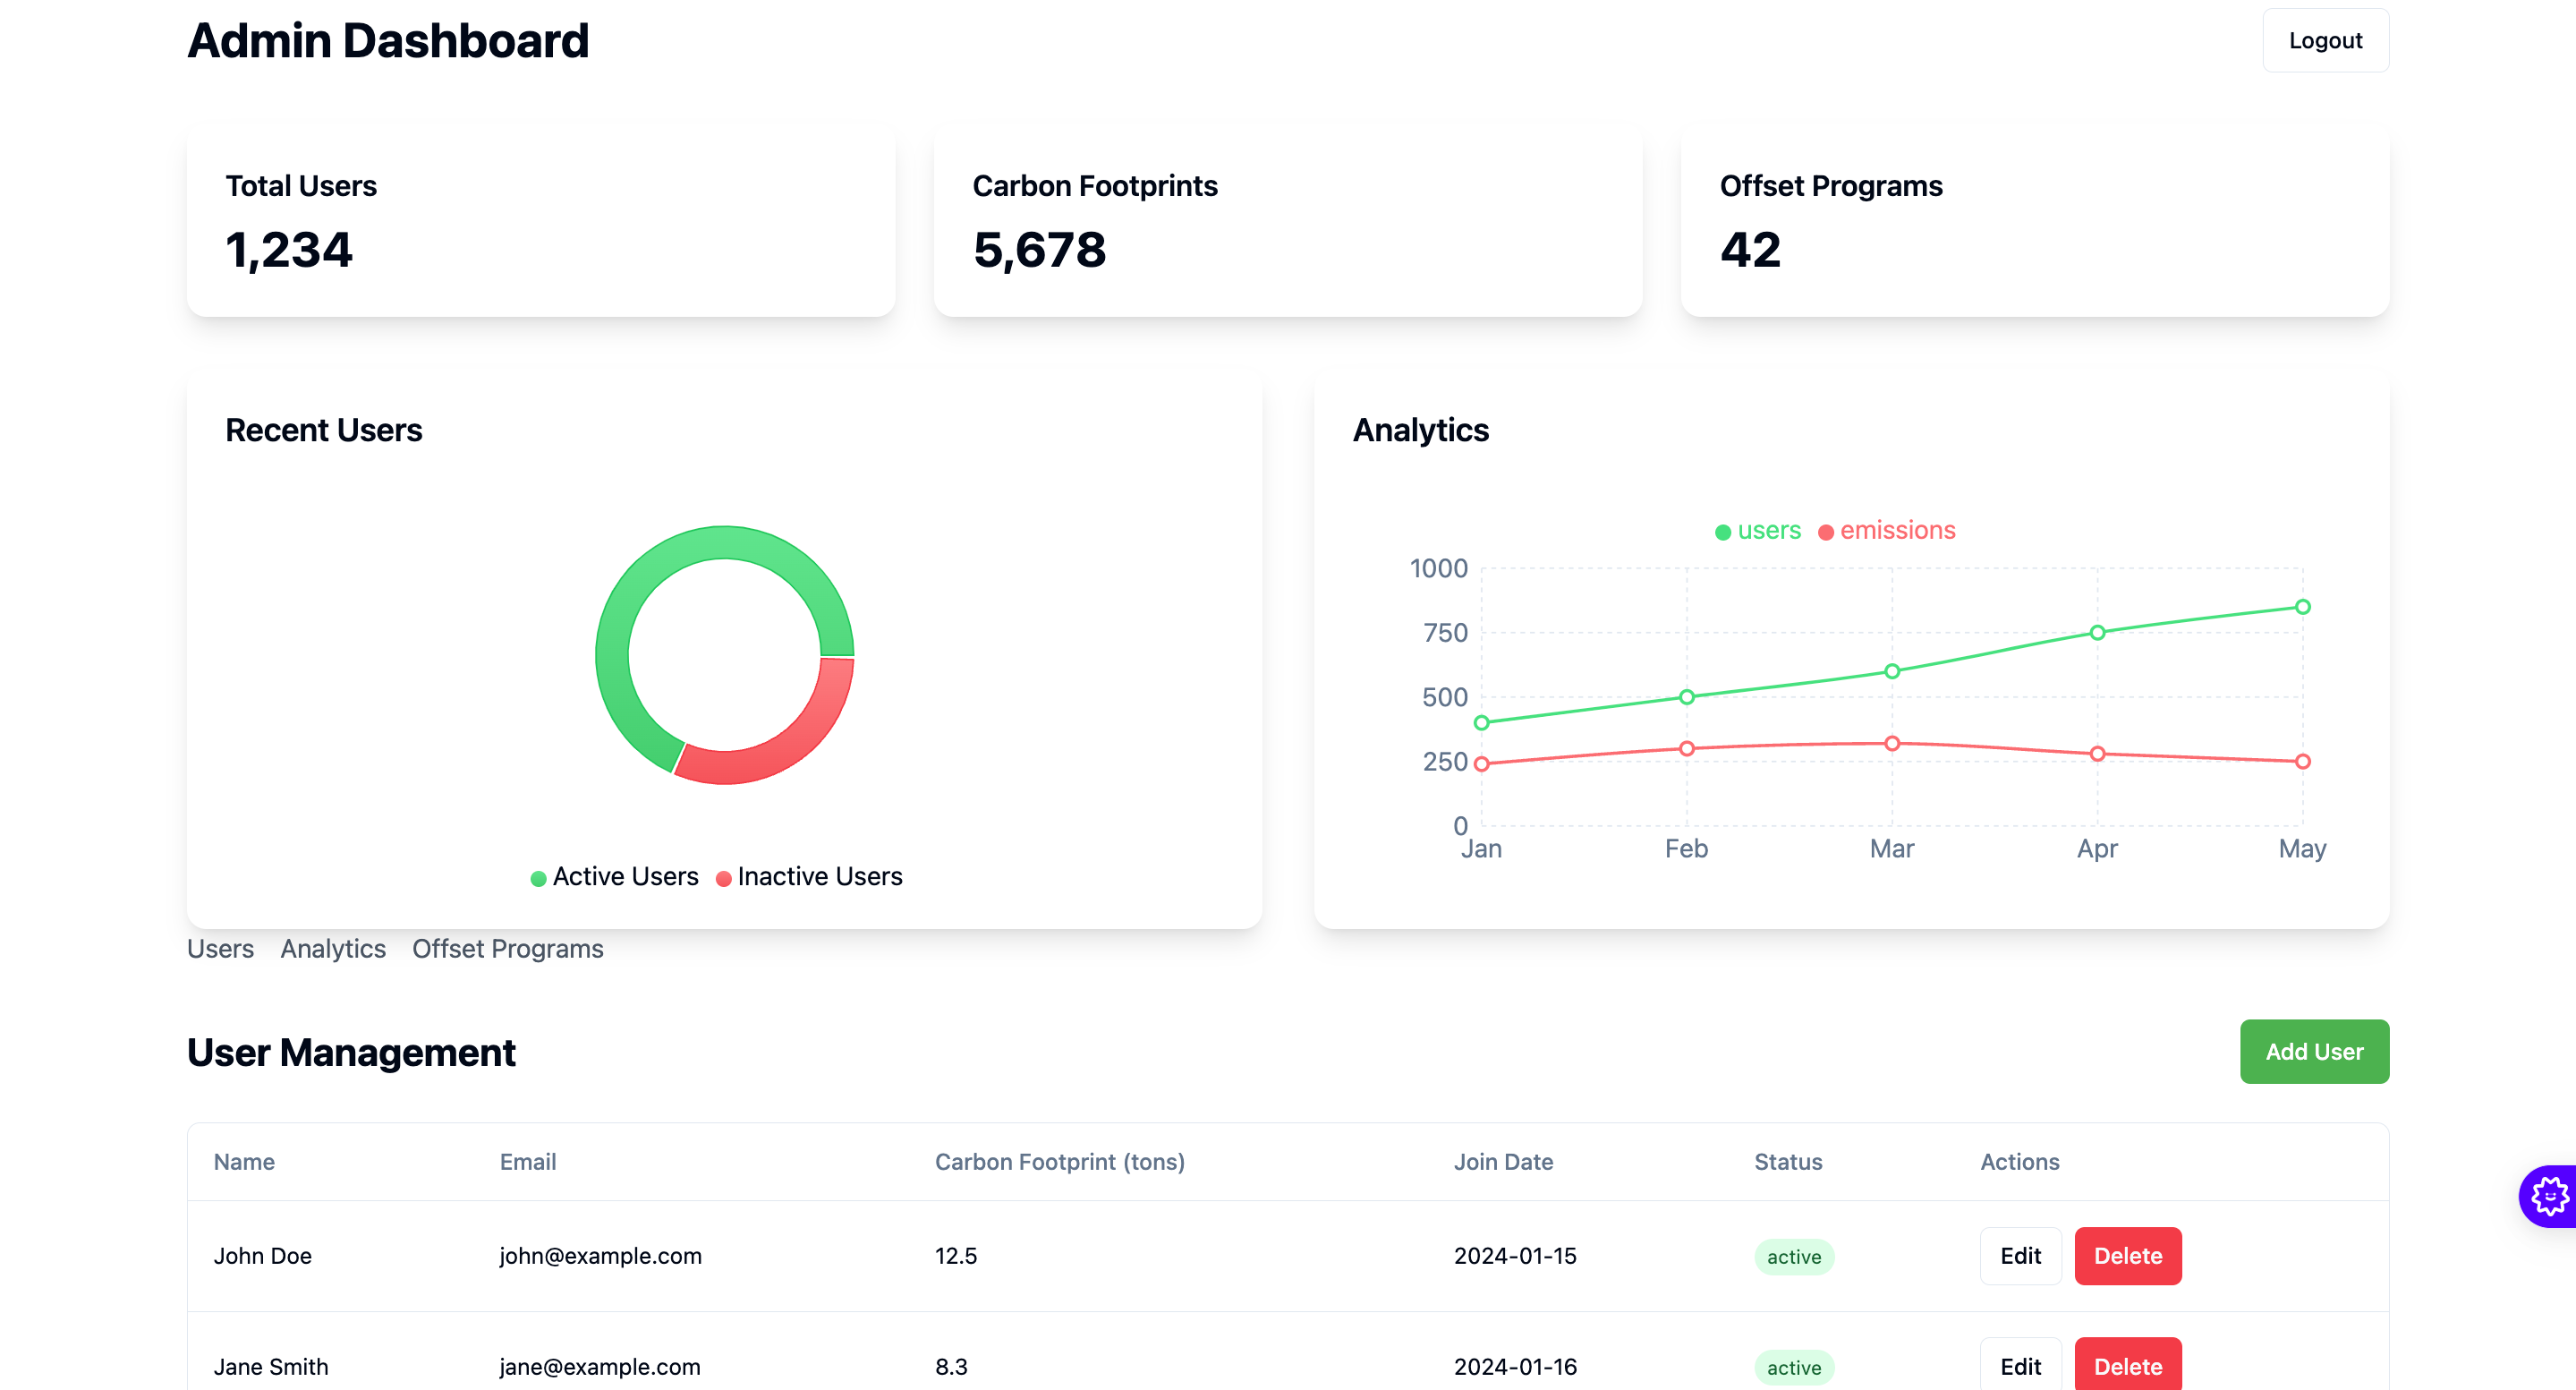 Admin Dashboard
Logout
Total Users
1,234
Carbon Footprints
5,678
Offset Programs
42
Recent Users
Active Users Inactive Users
Analytics
users emissions
1000
750
500
250
0
Jan Feb Mar Apr May
Users Analytics Offset Programs
User Management
Add User
Name Email Carbon Footprint (tons) Join Date Status Actions
John Doe john@example.com 12.5 2024-01-15 active Edit Delete
Jane Smith jane@example.com 8.3 2024-01-16 active Edit Delete